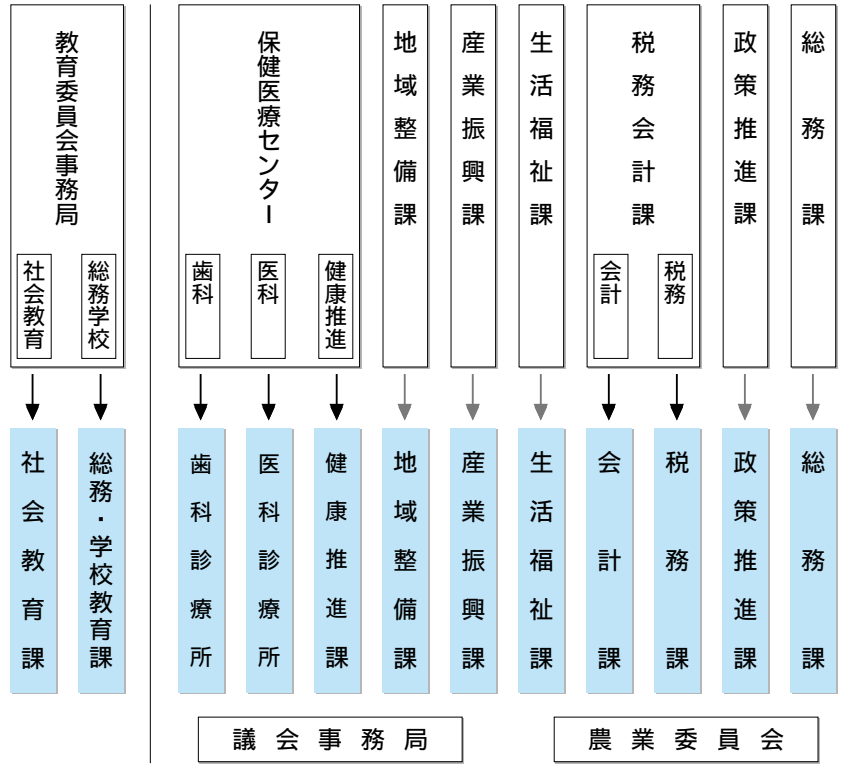 総務課
政策推進課
税務会計課
税務
会計
生活福祉課
産業振興課
地域整備課
保健医療センター
健康推進
医科
歯科
教育委員会事務局
総務学校
社会教育
総務課
政策推進課
税務課
会計課
生活福祉課
産業振興課
地域整備課
健康推進課
医科診療所
歯科診療所
総務・学校教育課
社会教育課
議会事務局
農業委員会